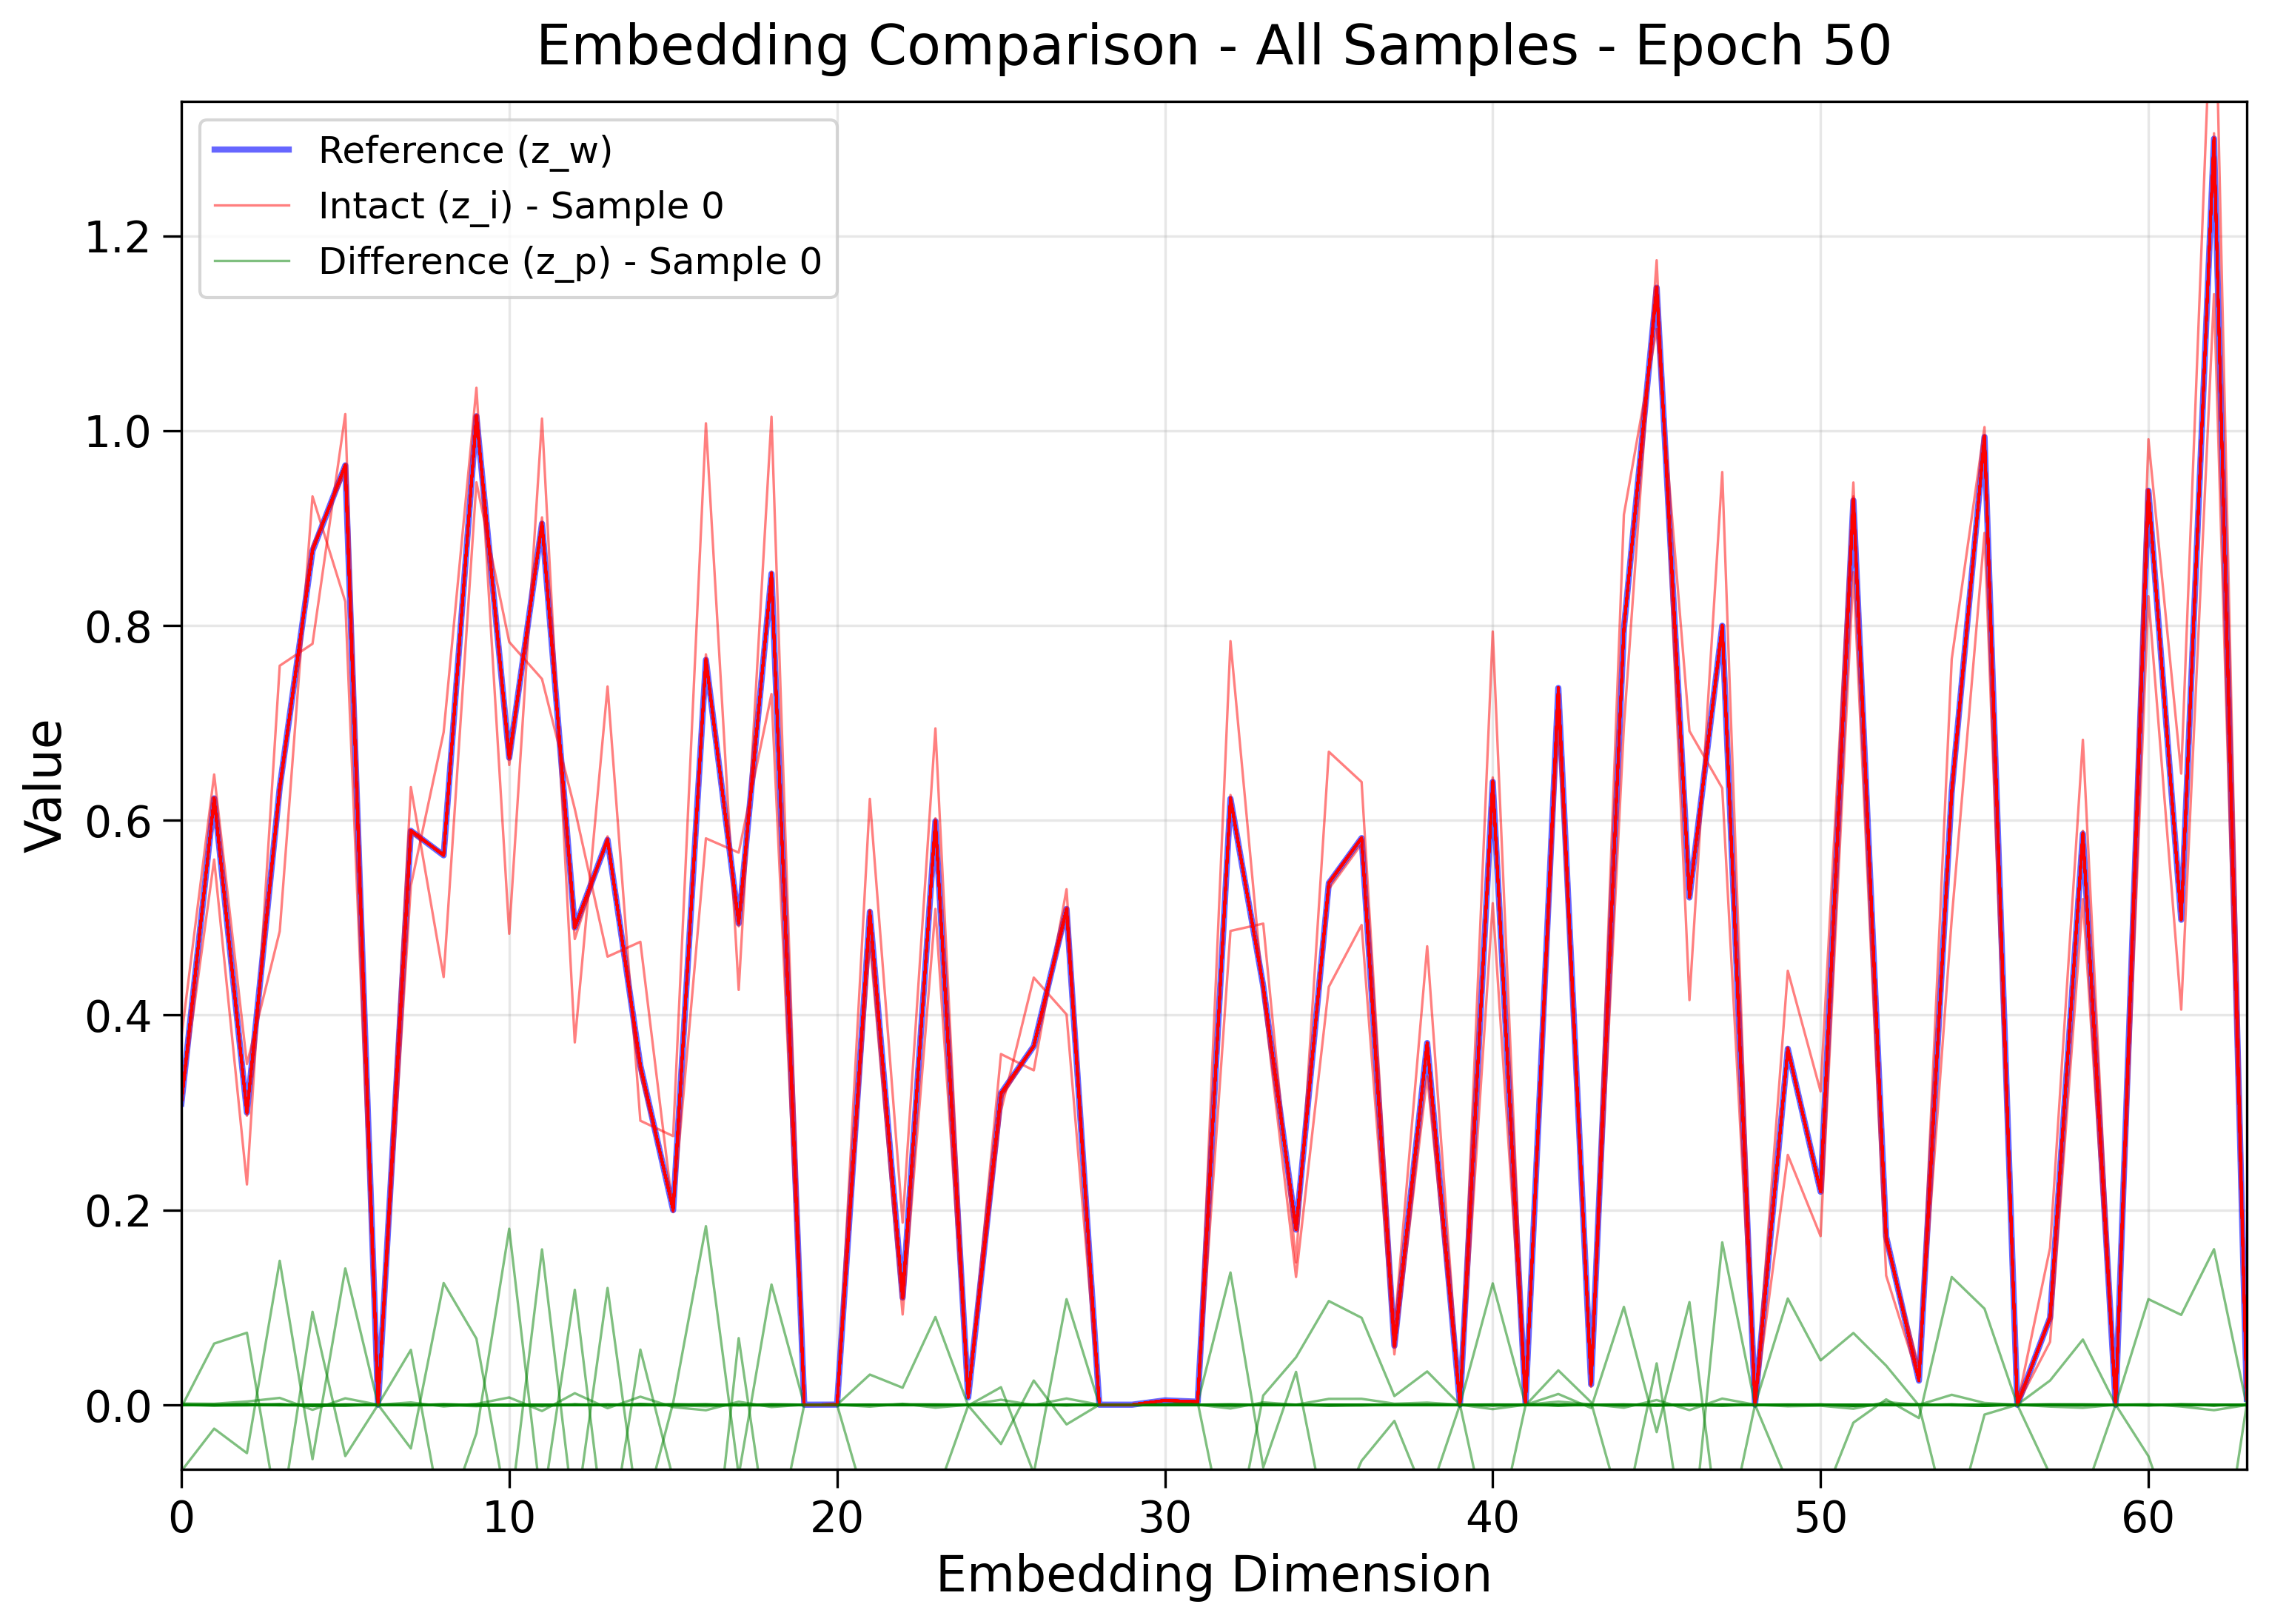 Embedding Comparison - All Samples - Epoch 50
Reference (z_w)
Intact (z_i) - Sample 0
Difference (z_p) - Sample 0
Value
1.2
1.0
0.8
0.6
0.4
0.2
0.0
0 10 20 30 40 50 60
Embedding Dimension